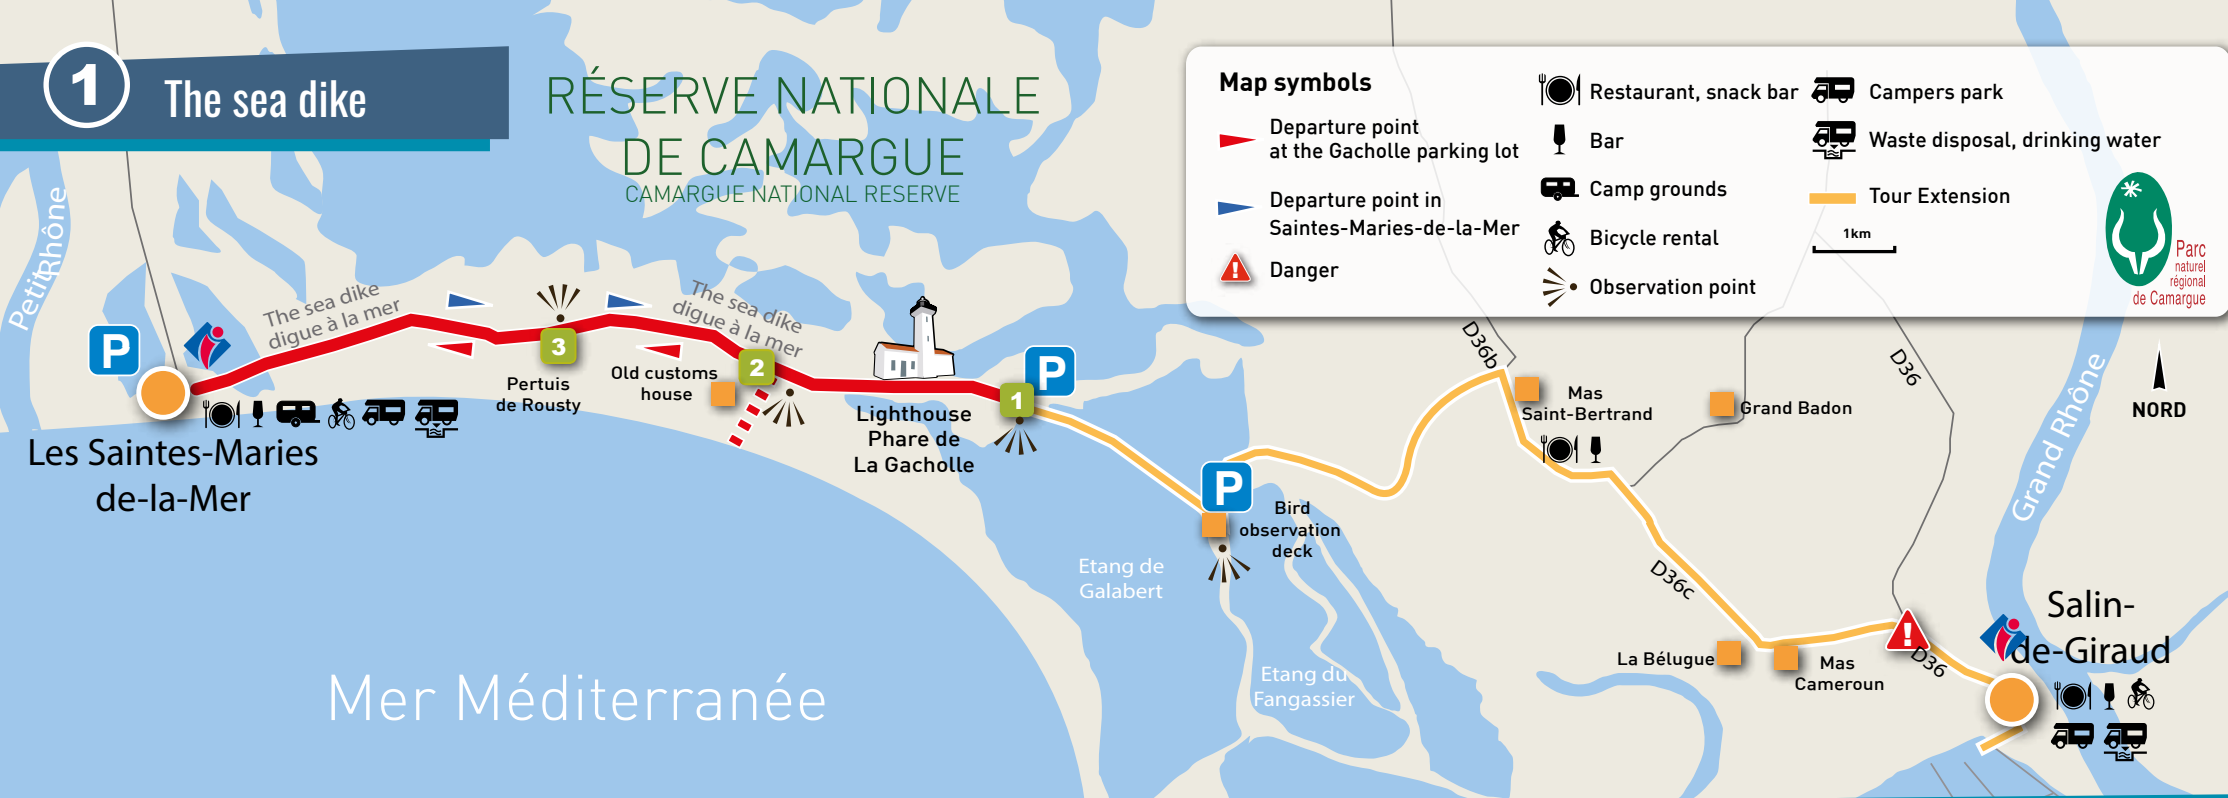 1
The sea dike
RÉSERVE NATIONALE
DE CAMARGUE
CAMARGUE NATIONAL RESERVE
Map symbols
Departure point
at the Gacholle parking lot
Departure point in
Saintes-Maries-de-la-Mer
Danger
Restaurant, snack bar
Bar
Camp grounds
Bicycle rental
Observation point
Campers park
Waste disposal, drinking water
Tour Extension
1km
Parc
naturel
régional
de Camargue
Petit Rhône
P
The sea dike
digue à la mer
3
Pertuis
de Rousty
The sea dike
digue à la mer
2
Old customs
house
Lighthouse
Phare de
La Gacholle
1
P
Les Saintes-Maries
de-la-Mer
P
Bird
observation
deck
Etang de
Galabert
Etang du
Fangassier
D36b
Mas
Saint-Bertrand
Grand Badon
D36
Grand Rhône
NORD
D36c
La Bélugue
Mas
Cameroun
D36
Salin-
de-Giraud
Mer Méditerranée